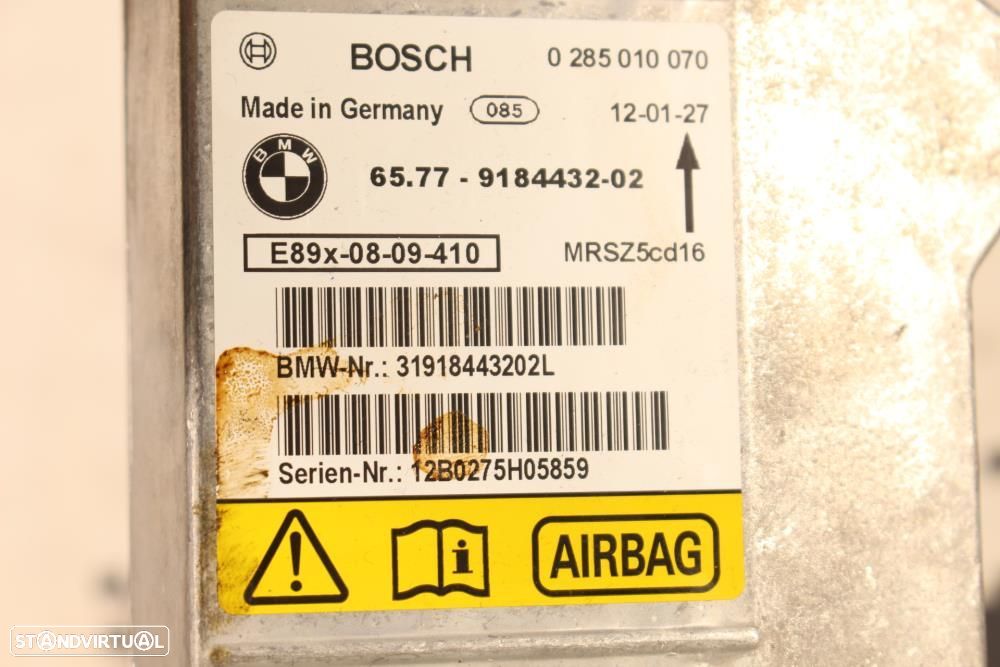 BOSCH 0 285 010 070
Made in Germany 085 12-01-27
BMW
65.77 - 9184432-02
E89x-08-09-410 MRSZ5cd16
BMW-Nr.: 31918443202L
Serien-Nr.: 12B0275H05859
! i AIRBAG
STANDVIRTUAL